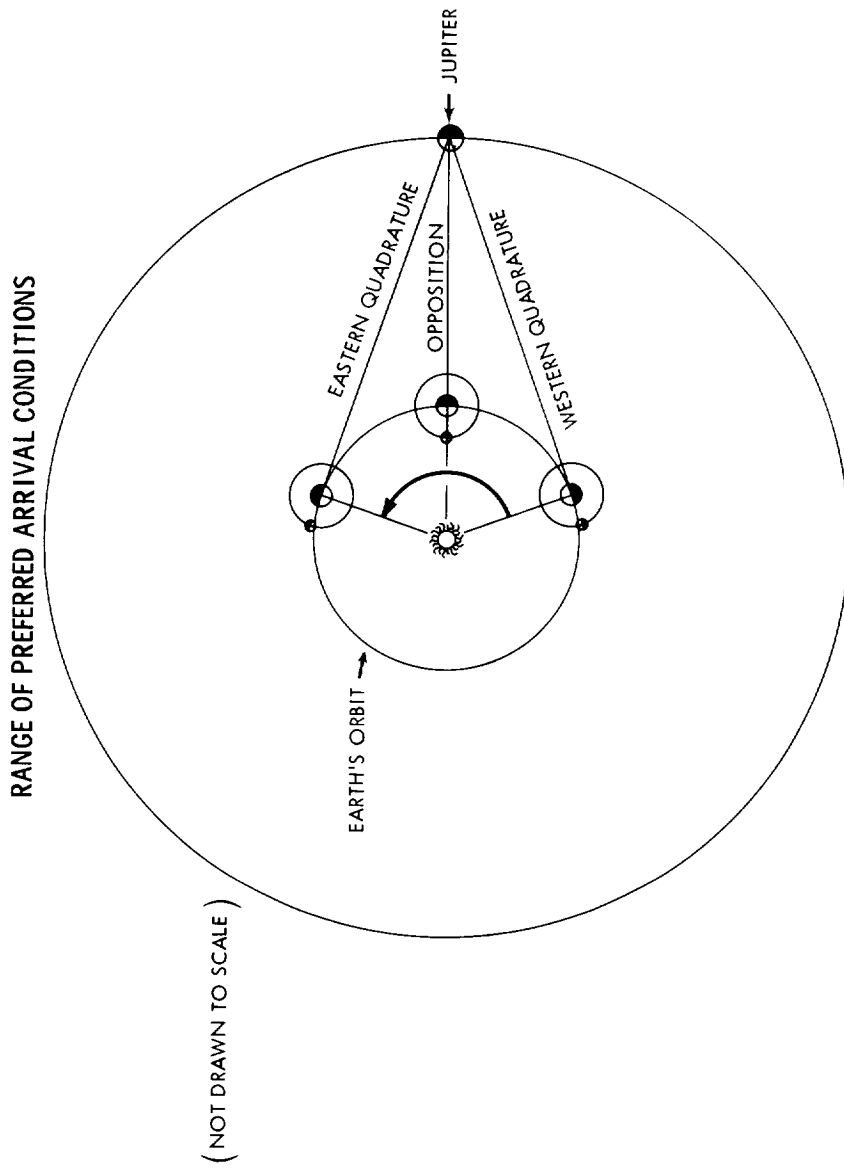 RANGE OF PREFERRED ARRIVAL CONDITIONS
(NOT DRAWN TO SCALE)
EARTH'S ORBIT
EASTERN QUADRATURE
OPPOSITION
WESTERN QUADRATURE
JUPITER